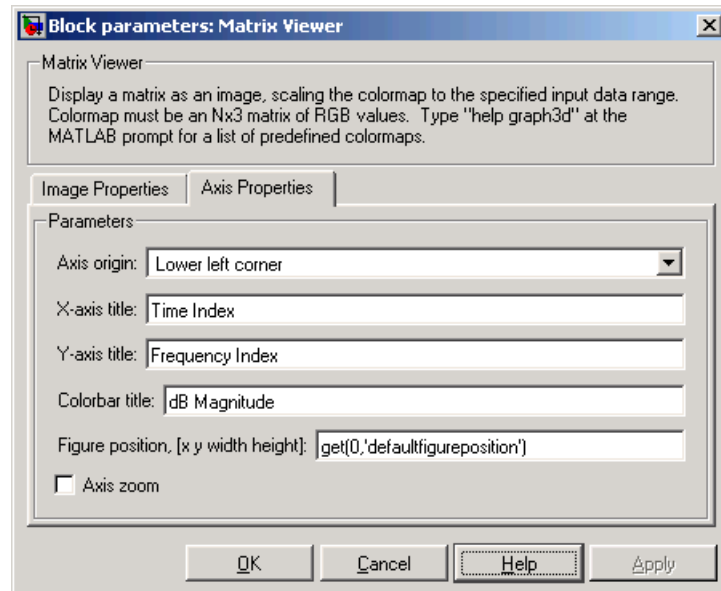 Block parameters: Matrix Viewer
Matrix Viewer
Display a matrix as an image, scaling the colormap to the specified input data range.
Colormap must be an Nx3 matrix of RGB values.  Type "help graph3d" at the
MATLAB prompt for a list of predefined colormaps.
Image Properties
Axis Properties
Parameters
Axis origin: Lower left corner
X-axis title: Time Index
Y-axis title: Frequency Index
Colorbar title: dB Magnitude
Figure position, [x y width height]: get(0,'defaultfigureposition')
Axis zoom
OK Cancel Help Apply